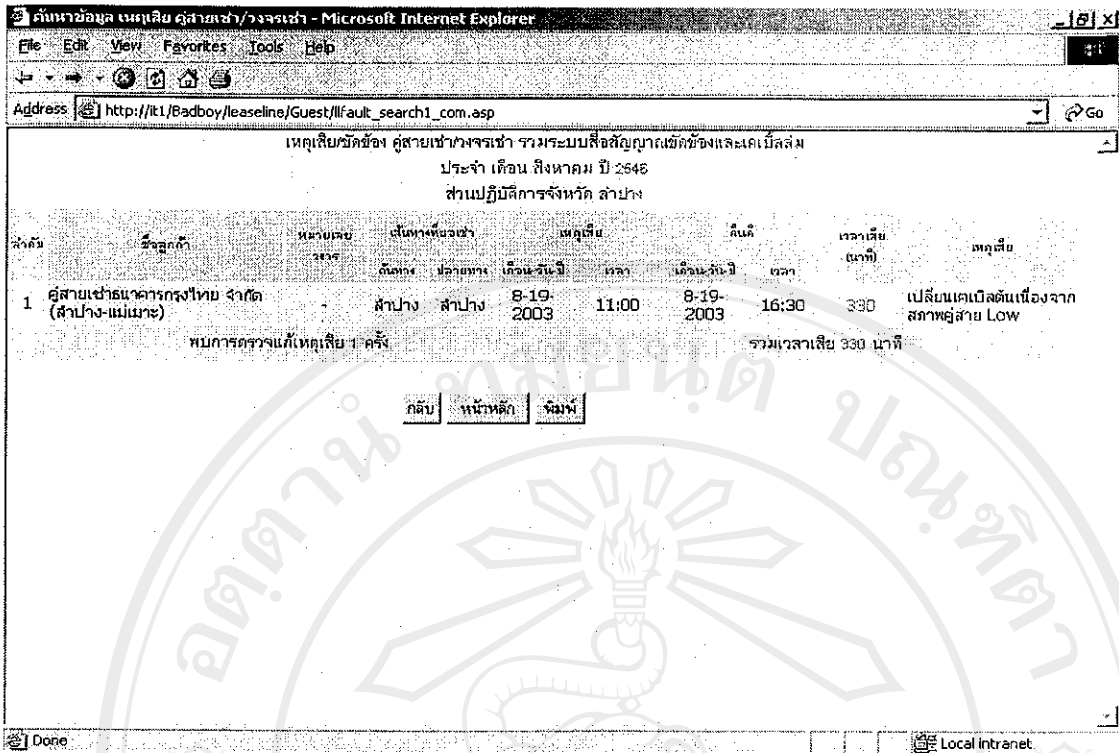 ค้นหาข้อมูล เหตุเสีย คู่สายเช่า/วงจรเช่า - Microsoft Internet Explorer
File Edit View Favorites Tools Help
Address http://it1/Badboy/leaseline/Guest/llfault_search1_com.asp Go
เหตุเสีย/ขัดข้อง คู่สายเช่า/วงจรเช่า รวมระบบสื่อสัญญาณขัดข้องและเคเบิ้ลล่ม
ประจำ เดือน สิงหาคม ปี 2546
ส่วนปฏิบัติการจังหวัด ลำปาง
ลำดับ ชื่อลูกค้า หมายเลขวงจร เส้นทางที่ขอเช่า เหตุเสีย คืนดี เวลาเสีย (นาที) เหตุเสีย
ต้นทาง ปลายทาง เดือน-วัน-ปี เวลา เดือน-วัน-ปี เวลา
1 คู่สายเช่าธนาคารกรุงไทย จำกัด (ลำปาง-แม่เมาะ) - ลำปาง ลำปาง 8-19-2003 11:00 8-19-2003 16:30 330 เปลี่ยนเคเบิลต้นเนื่องจากสภาพคู่สาย Low
พบการตรวจแก้เหตุเสีย 1 ครั้ง รวมเวลาเสีย 330 นาที
กลับ หน้าหลัก พิมพ์
Done Local intranet